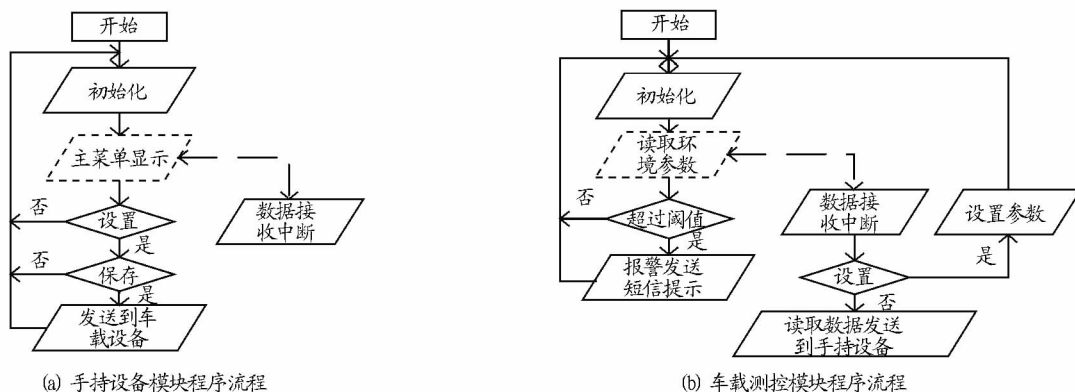 开始
初始化
主菜单显示
数据接
收中断
否
设置
是
否
保存
是
发送到车
载设备
(a) 手持设备模块程序流程
开始
初始化
读取环
境参数
否
超过阈值
是
报警发送
短信提示
数据接
收中断
设置参数
设置
是
否
读取数据发送
到手持设备
(b) 车载测控模块程序流程